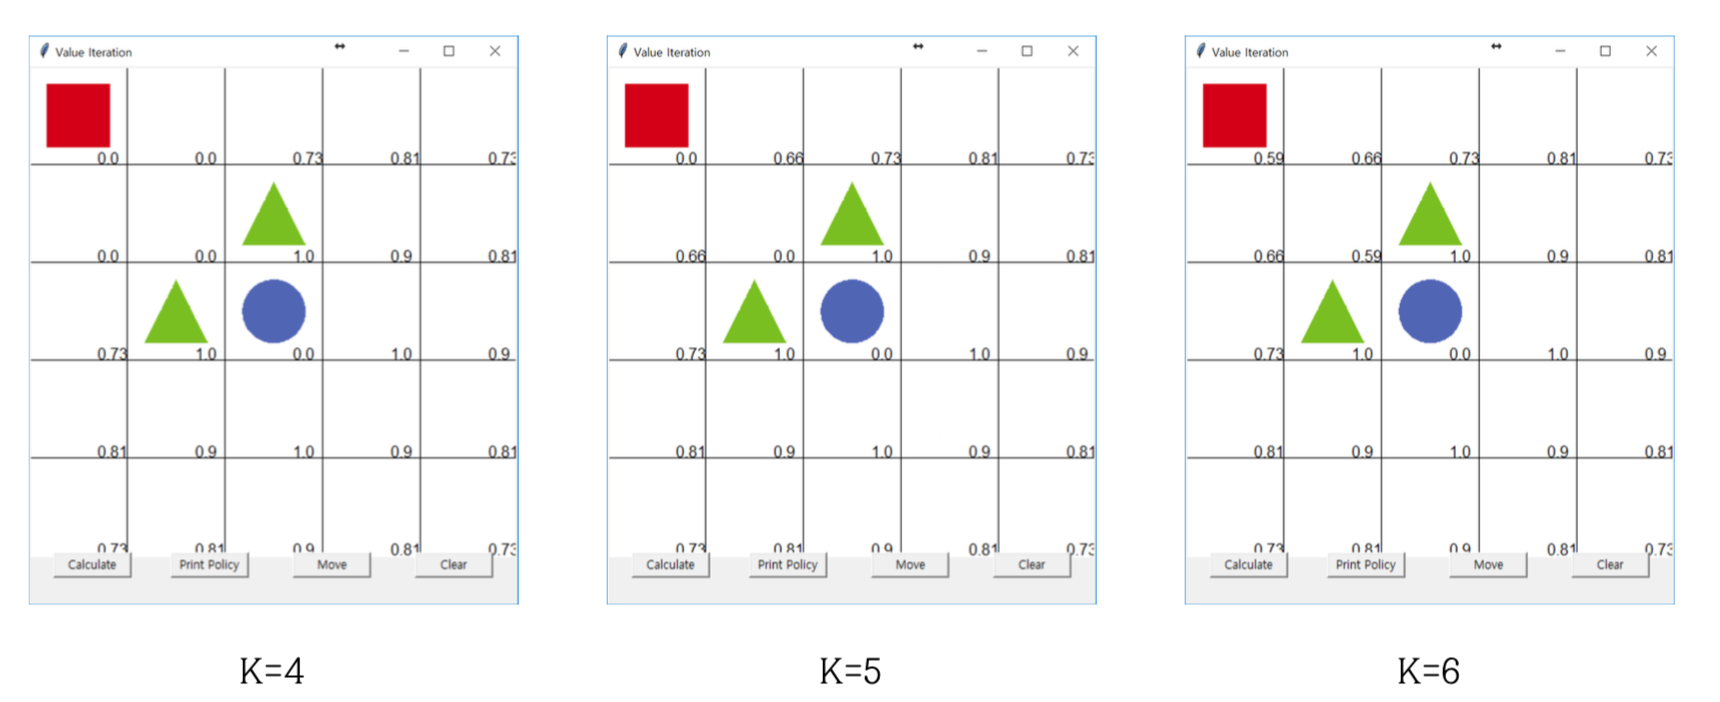 Value Iteration
0.0 0.0 0.73 0.81 0.73
0.0 0.0 1.0 0.9 0.81
0.73 1.0 0.0 1.0 0.9
0.81 0.9 1.0 0.9 0.81
0.73 0.81 0.9 0.81 0.73
Calculate Print Policy Move Clear
K=4
Value Iteration
0.0 0.66 0.73 0.81 0.73
0.66 0.0 1.0 0.9 0.81
0.73 1.0 0.0 1.0 0.9
0.81 0.9 1.0 0.9 0.81
0.73 0.81 0.9 0.81 0.73
Calculate Print Policy Move Clear
K=5
Value Iteration
0.59 0.66 0.73 0.81 0.73
0.66 0.59 1.0 0.9 0.81
0.73 1.0 0.0 1.0 0.9
0.81 0.9 1.0 0.9 0.81
0.73 0.81 0.9 0.81 0.73
Calculate Print Policy Move Clear
K=6